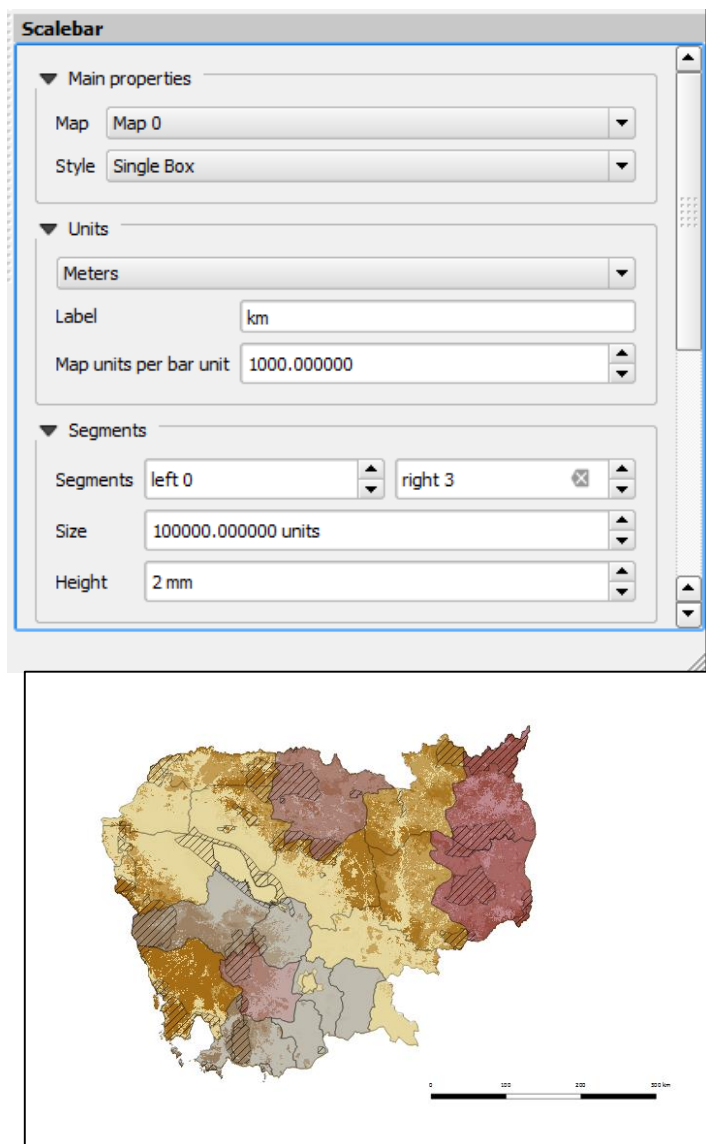 Scalebar
Main properties
Map Map 0
Style Single Box
Units
Meters
Label km
Map units per bar unit 1000.000000
Segments
Segments left 0 right 3
Size 100000.000000 units
Height 2 mm
0 100 200 300 km